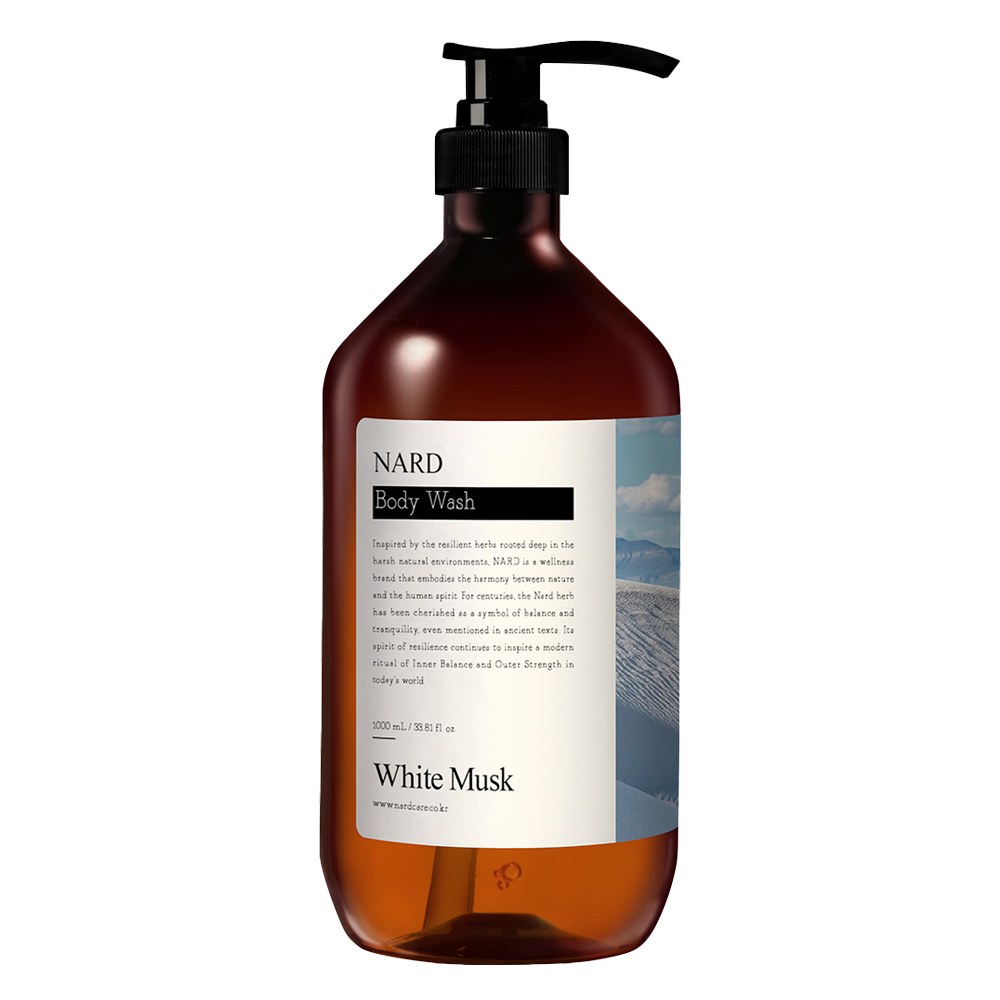 NARD
Body Wash
Inspired by the resilient herbs rooted deep in the
harsh natural environments, NARD is a wellness
brand that embodies the harmony between nature
and the human spirit. For centuries, the Nard herb
has been cherished as a symbol of balance and
tranquility, even mentioned in ancient texts. Its
spirit of resilience continues to inspire a modern
ritual of Inner Balance and Outer Strength in
today's world
1000 mL / 33.81 fl oz
White Musk
www.nardcare.co.kr